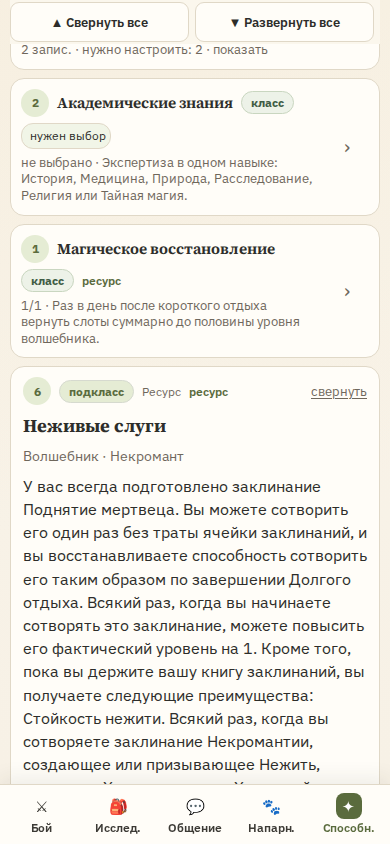 ▲ Свернуть все
▼ Развернуть все
2 запис. · нужно настроить: 2 · показать
2 Академические знания класс
нужен выбор
не выбрано · Экспертиза в одном навыке:
История, Медицина, Природа, Расследование,
Религия или Тайная магия.
›
1 Магическое восстановление
класс ресурс
1/1 · Раз в день после короткого отдыха
вернуть слоты суммарно до половины уровня
волшебника.
›
6 подкласс Ресурс ресурс свернуть
Неживые слуги
Волшебник · Некромант
У вас всегда подготовлено заклинание
Поднятие мертвеца. Вы можете сотворить
его один раз без траты ячейки заклинаний, и
вы восстанавливаете способность сотворить
его таким образом по завершении Долгого
отдыха. Всякий раз, когда вы начинаете
сотворять это заклинание, можете повысить
его фактический уровень на 1. Кроме того,
пока вы держите вашу книгу заклинаний, вы
получаете следующие преимущества:
Стойкость нежити. Всякий раз, когда вы
сотворяете заклинание Некромантии,
создающее или призывающее Нежить,
Бой
Исслед.
Общение
Напарн.
Способн.